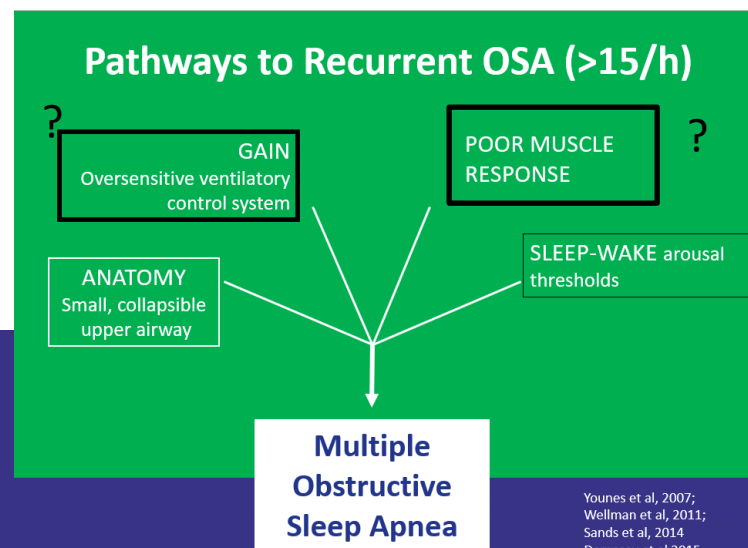 Pathways to Recurrent OSA (>15/h)
?
GAIN
Oversensitive ventilatory
control system
POOR MUSCLE
RESPONSE
?
ANATOMY
Small, collapsible
upper airway
SLEEP-WAKE arousal
thresholds
Multiple
Obstructive
Sleep Apnea
Younes et al, 2007;
Wellman et al, 2011;
Sands et al, 2014